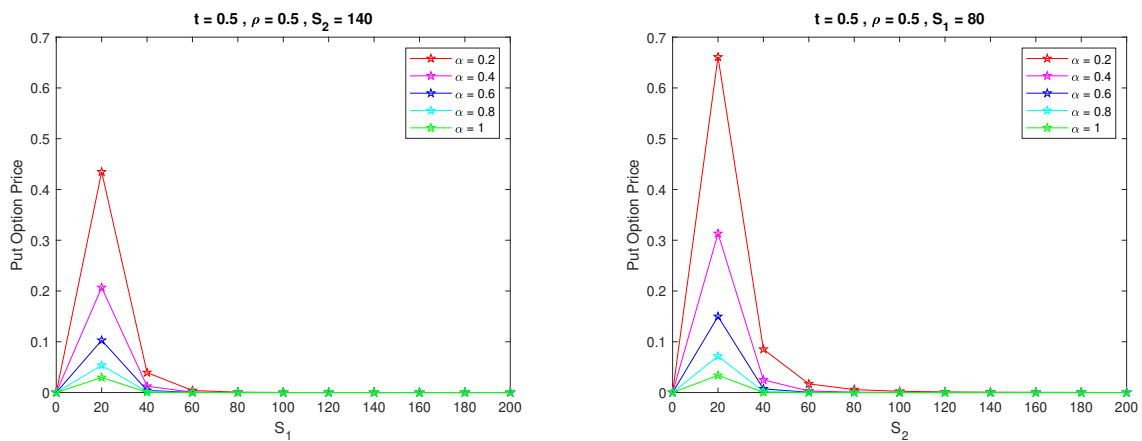 t = 0.5 , ρ = 0.5 , S₂ = 140
0.7
0.6
0.5
0.4
0.3
0.2
0.1
0
Put Option Price
0 20 40 60 80 100 120 140 160 180 200
S₁
α = 0.2
α = 0.4
α = 0.6
α = 0.8
α = 1
t = 0.5 , ρ = 0.5 , S₁ = 80
0.7
0.6
0.5
0.4
0.3
0.2
0.1
0
Put Option Price
0 20 40 60 80 100 120 140 160 180 200
S₂
α = 0.2
α = 0.4
α = 0.6
α = 0.8
α = 1